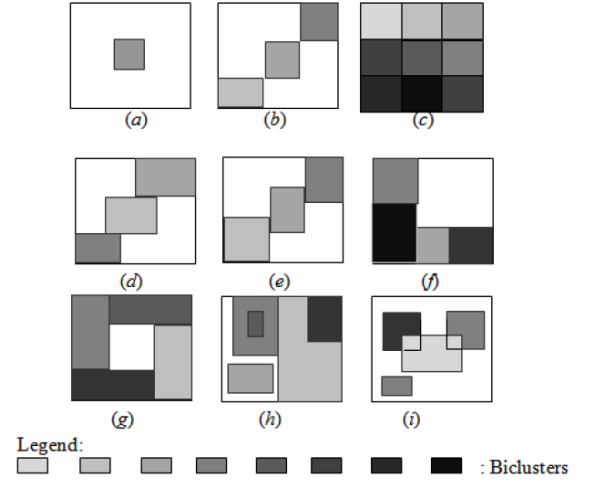 (a) (b) (c)
(d) (e) (f)
(g) (h) (i)
Legend:
: Biclusters